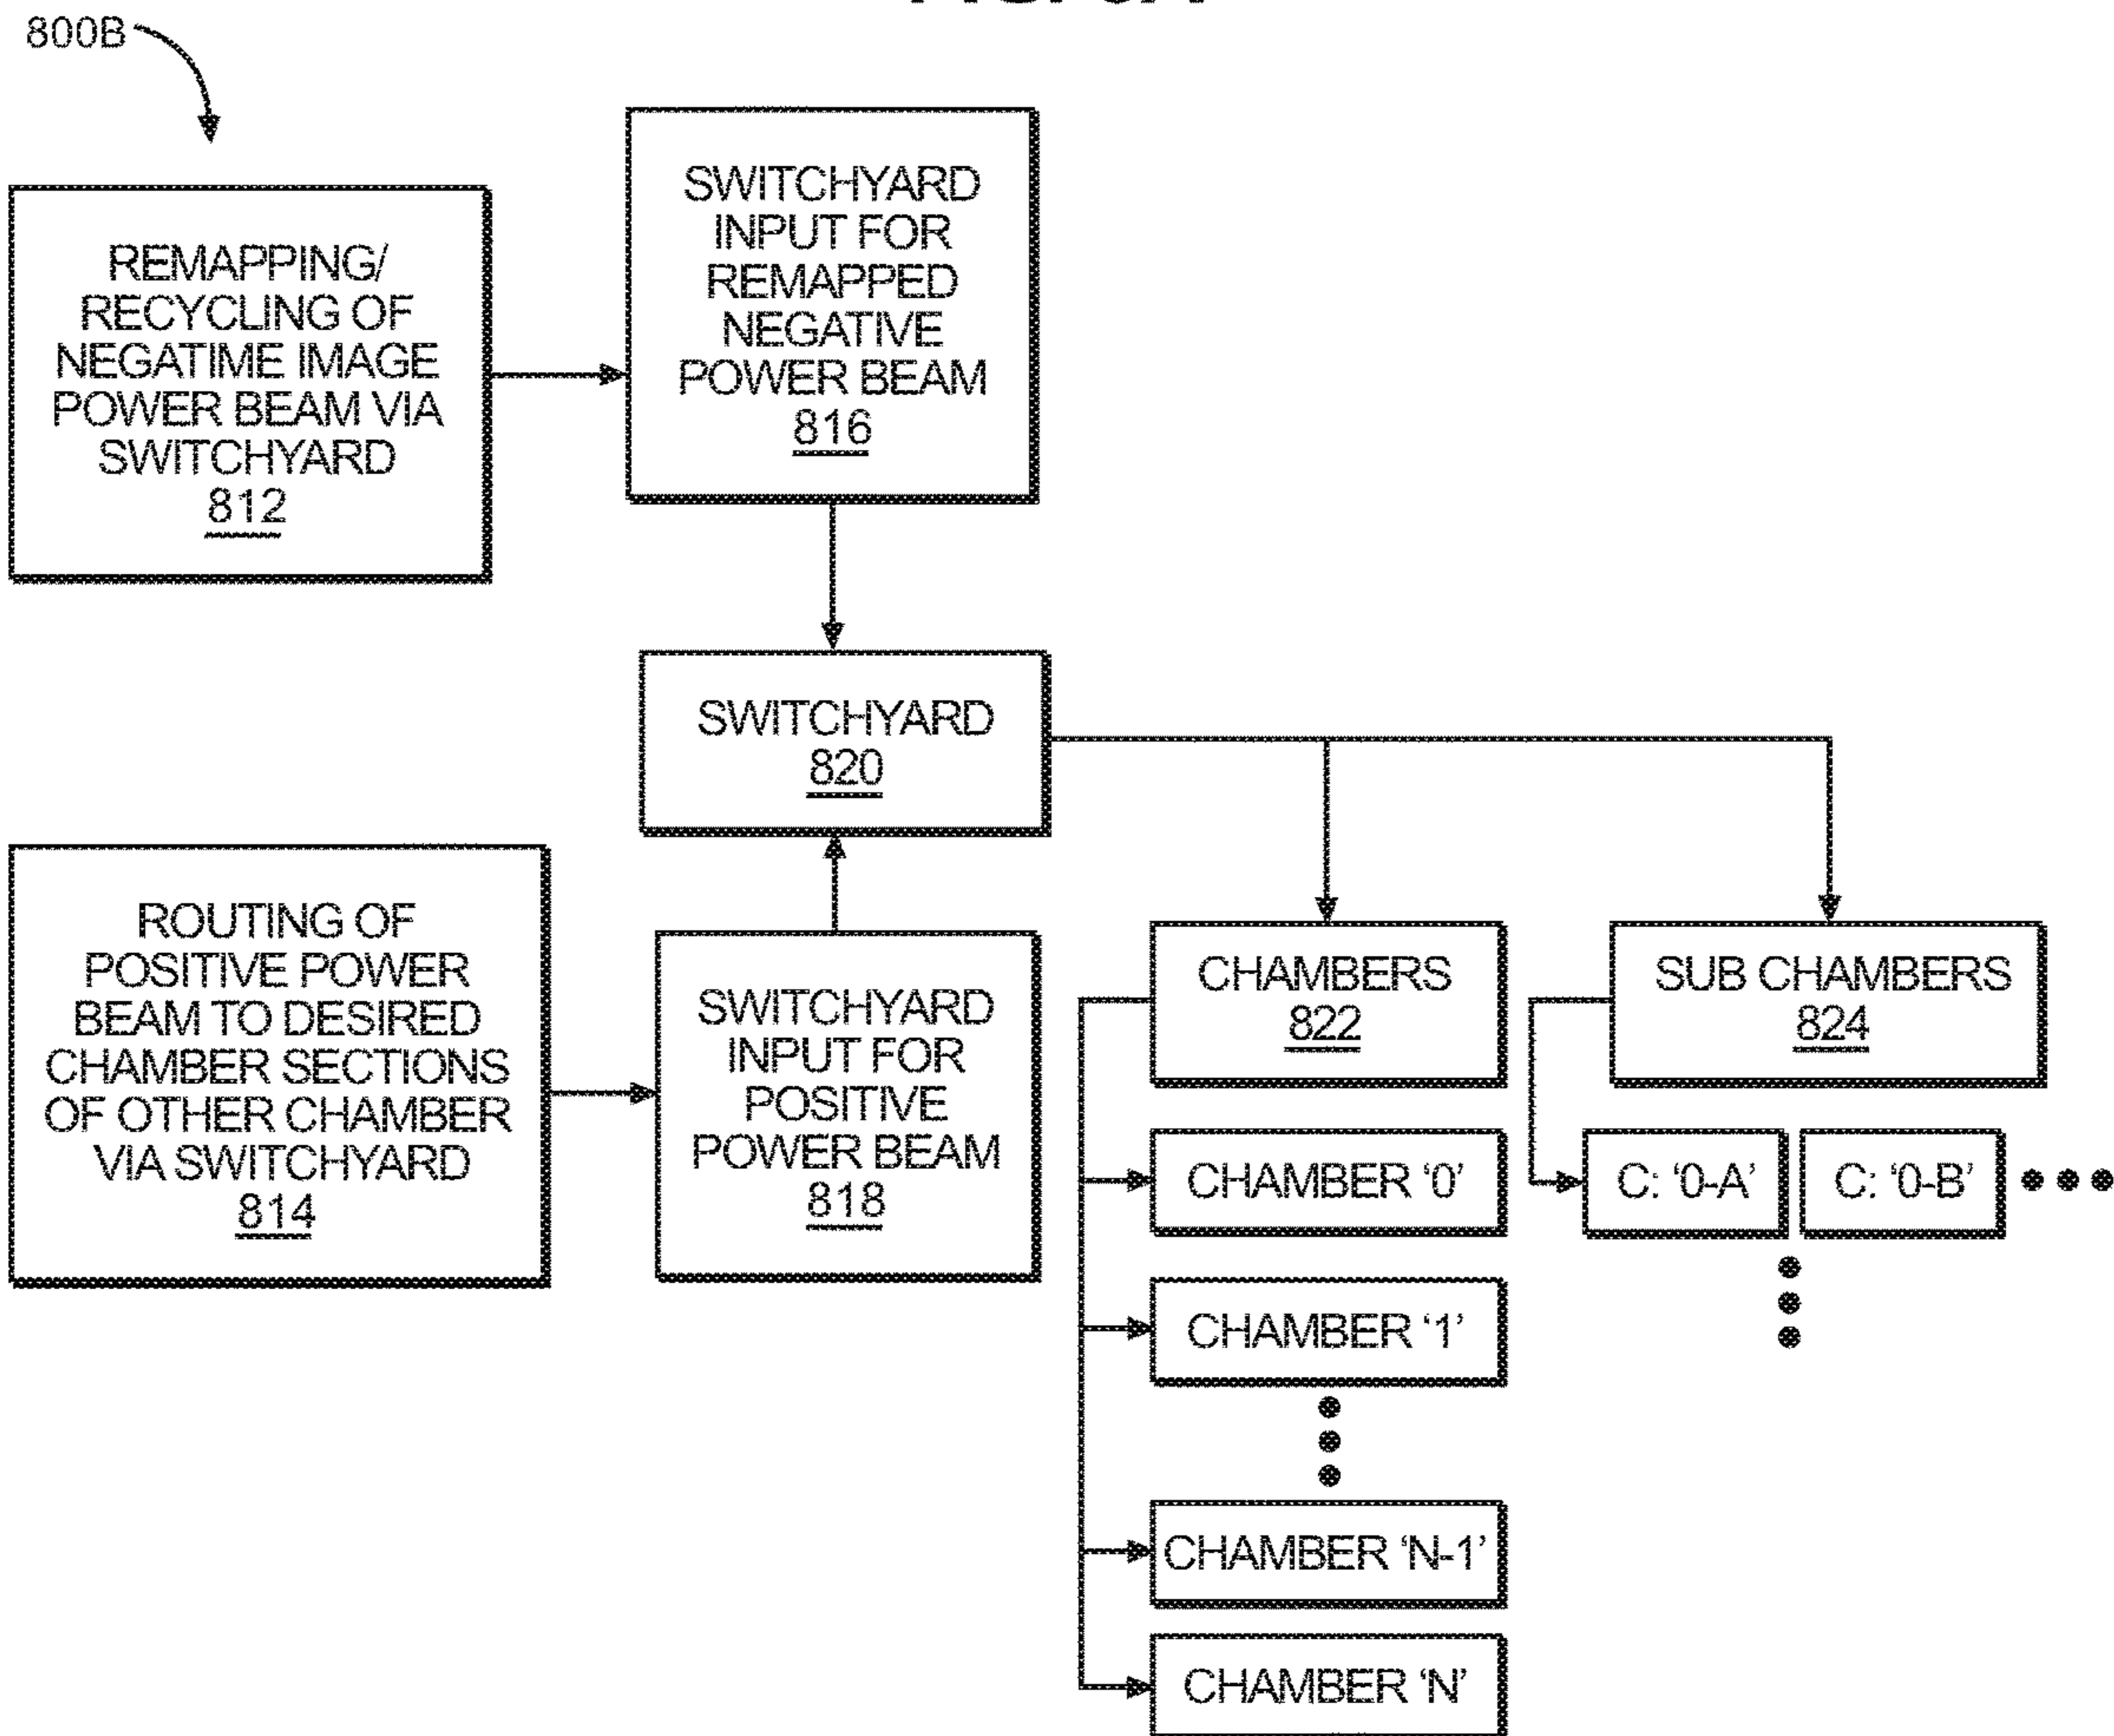 800B
REMAPPING/
RECYCLING OF
NEGATIME IMAGE
POWER BEAM VIA
SWITCHYARD
812
SWITCHYARD
INPUT FOR
REMAPPED
NEGATIVE
POWER BEAM
816
SWITCHYARD
820
ROUTING OF
POSITIVE POWER
BEAM TO DESIRED
CHAMBER SECTIONS
OF OTHER CHAMBER
VIA SWITCHYARD
814
SWITCHYARD
INPUT FOR
POSITIVE
POWER BEAM
818
CHAMBERS
822
SUB CHAMBERS
824
CHAMBER ‘0’
C: ‘0-A’
C: ‘0-B’
CHAMBER ‘1’
CHAMBER ‘N-1’
CHAMBER ‘N’